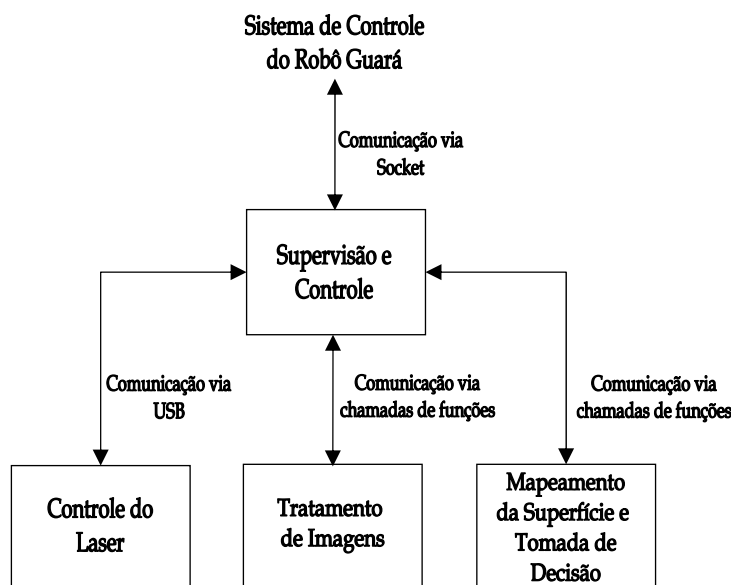 Sistema de Controle
do Robô Guará
Comunicação via
Socket
Supervisão e
Controle
Comunicação via
USB
Comunicação via
chamadas de funções
Comunicação via
chamadas de funções
Controle do
Laser
Tratamento
de Imagens
Mapeamento
da Superfície e
Tomada de
Decisão